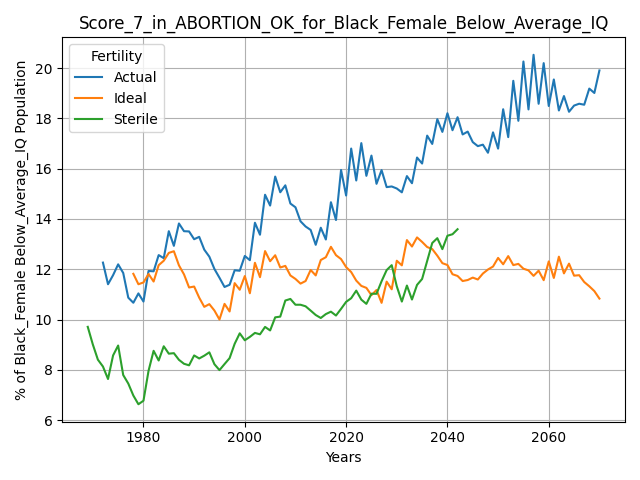 Score_7_in_ABORTION_OK_for_Black_Female_Below_Average_IQ
Fertility
Actual
Ideal
Sterile
% of Black_Female Below_Average_IQ Population
20
18
16
14
12
10
8
6
1980
2000
2020
2040
2060
Years